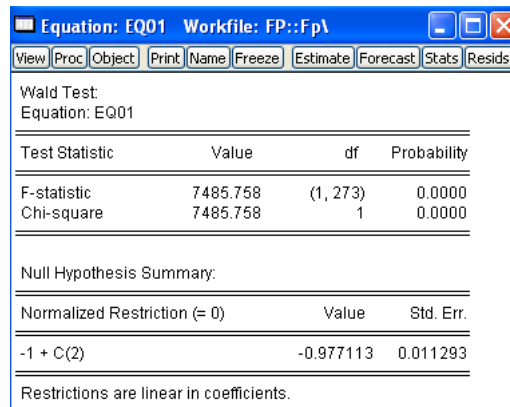 Equation: EQ01 Workfile: FP::Fp\
View Proc Object Print Name Freeze Estimate Forecast Stats Resids
Wald Test:
Equation: EQ01
Test Statistic Value df Probability
F-statistic 7485.758 (1, 273) 0.0000
Chi-square 7485.758 1 0.0000
Null Hypothesis Summary:
Normalized Restriction (= 0) Value Std. Err.
-1 + C(2) -0.977113 0.011293
Restrictions are linear in coefficients.